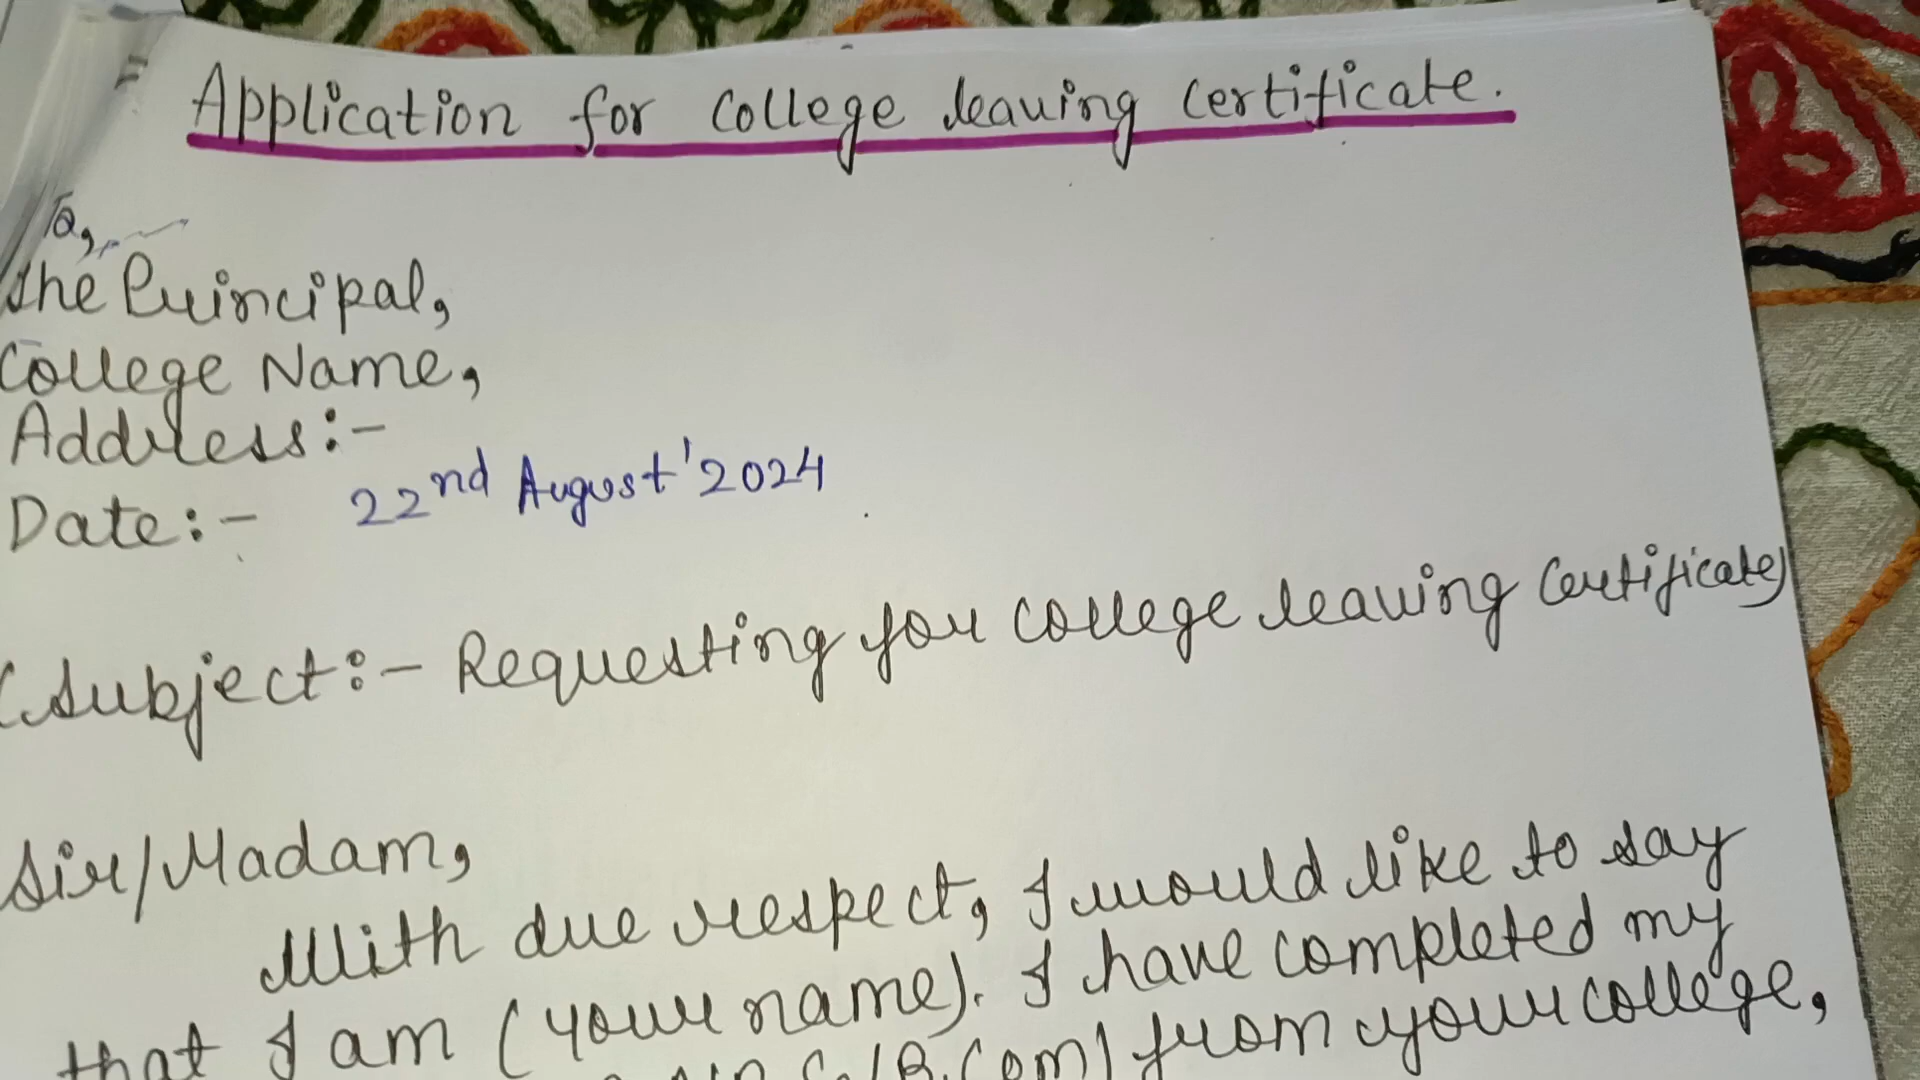 Application for College leaving Certificate.
To,
The Principal,
College Name,
Address:-
Date:- 22nd August'2024
(Subject:- Requesting for college leaving Certificate)
Sir/Madam,
With due respect, I would like to say
that I am (your name). I have completed my
/B.Com) from your college,